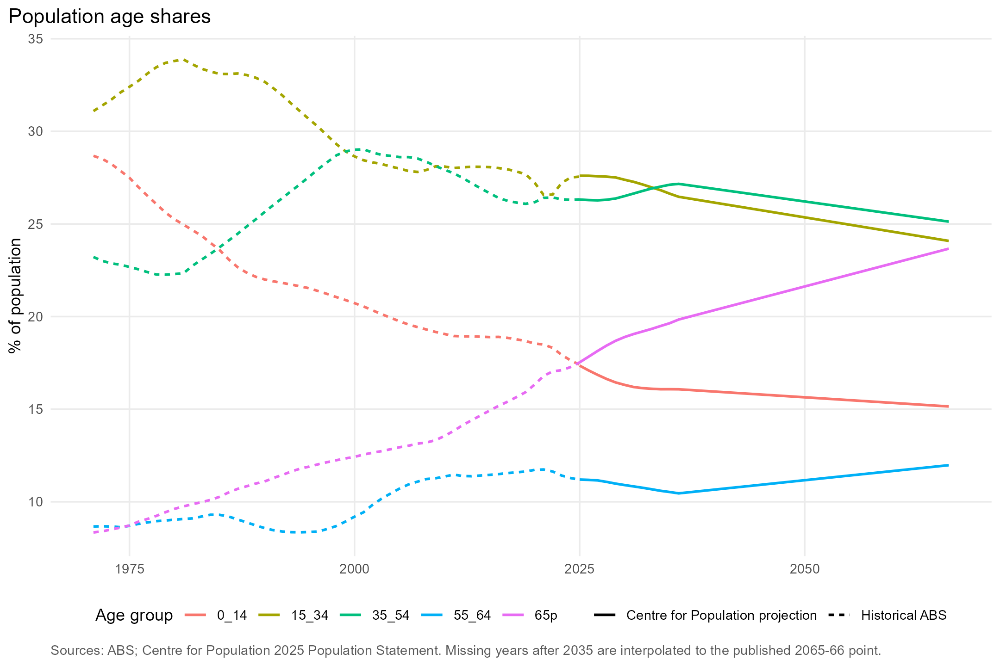 Population age shares
35
30
25
20
15
10
% of population
1975 2000 2025 2050
Age group 0_14 15_34 35_54 55_64 65p Centre for Population projection Historical ABS
Sources: ABS; Centre for Population 2025 Population Statement. Missing years after 2035 are interpolated to the published 2065-66 point.